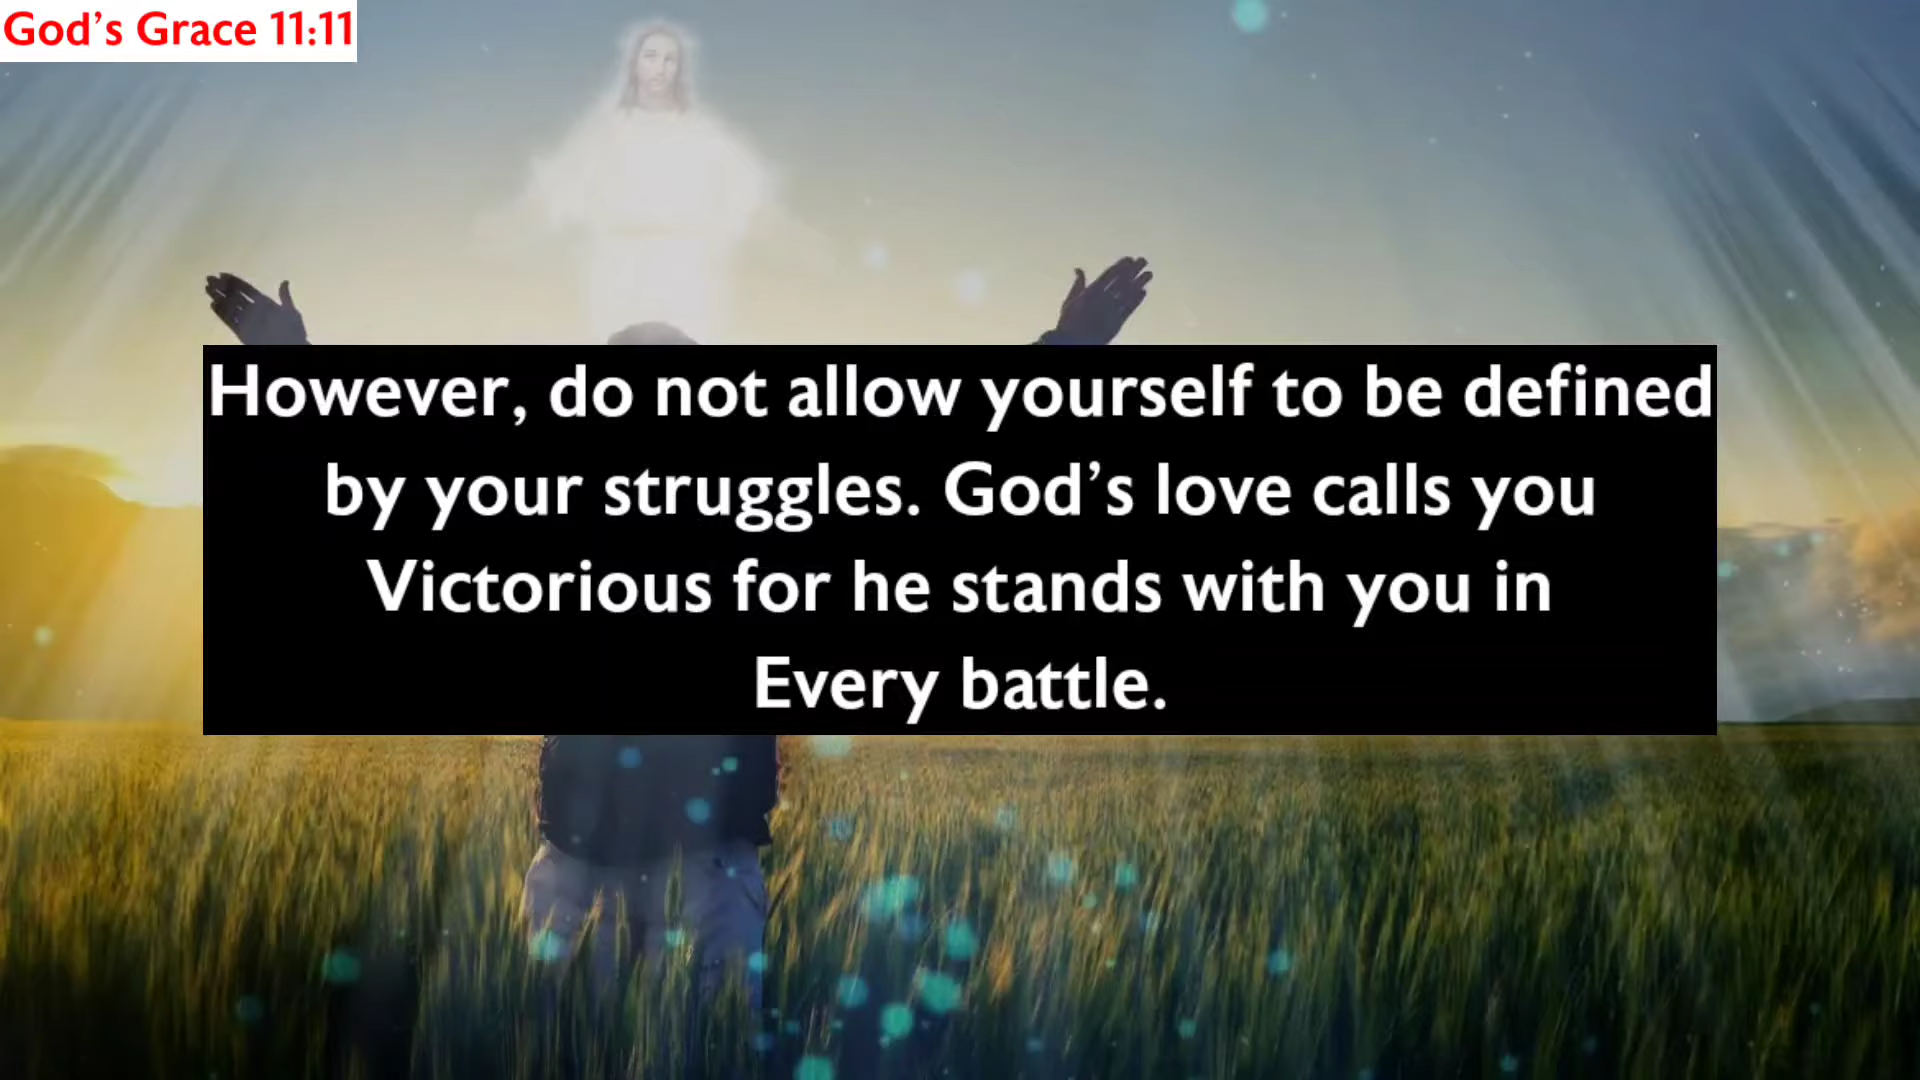 God’s Grace 11:11
However, do not allow yourself to be defined
by your struggles. God’s love calls you
Victorious for he stands with you in
Every battle.